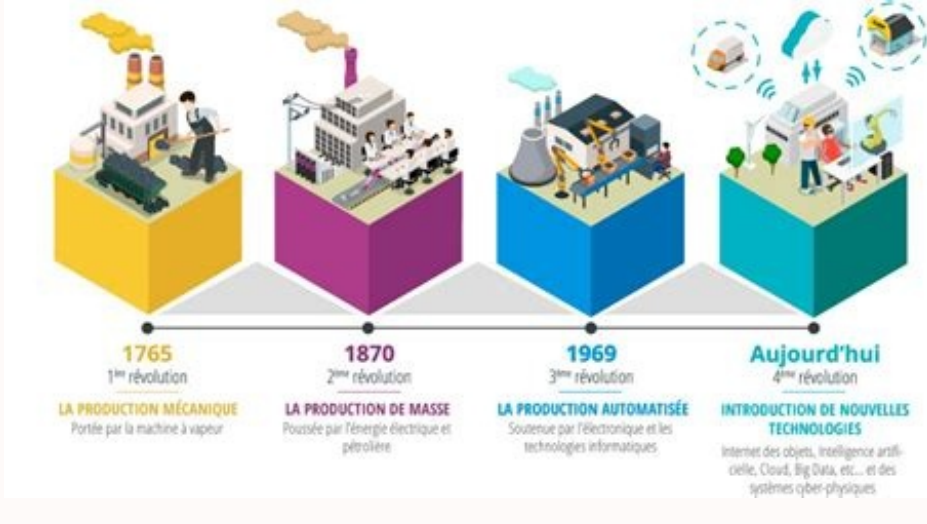 1765
1ère révolution
LA PRODUCTION MÉCANIQUE
Portée par la machine à vapeur
1870
2ème révolution
LA PRODUCTION DE MASSE
Poussée par l'énergie électrique et
pétrolière
1969
3ème révolution
LA PRODUCTION AUTOMATISÉE
Soutenue par l'électronique et les
technologies informatiques
Aujourd'hui
4ème révolution
INTRODUCTION DE NOUVELLES
TECHNOLOGIES
Internet des objets, Intelligence artifi-
cielle, Cloud, Big Data, etc... et des
systèmes cyber-physiques